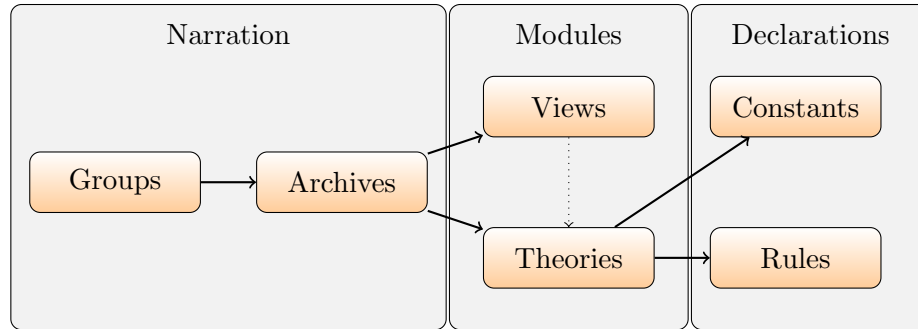 Narration
Modules
Declarations
Views
Constants
Groups
Archives
Theories
Rules